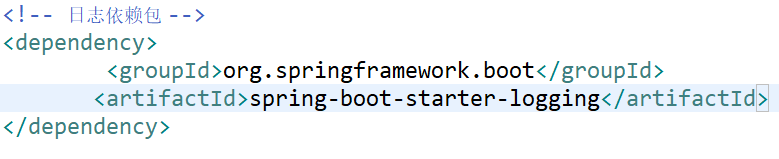 <!-- 日志依赖包 -->
<dependency>
<groupId>org.springframework.boot</groupId>
<artifactId>spring-boot-starter-logging</artifactId>
</dependency>